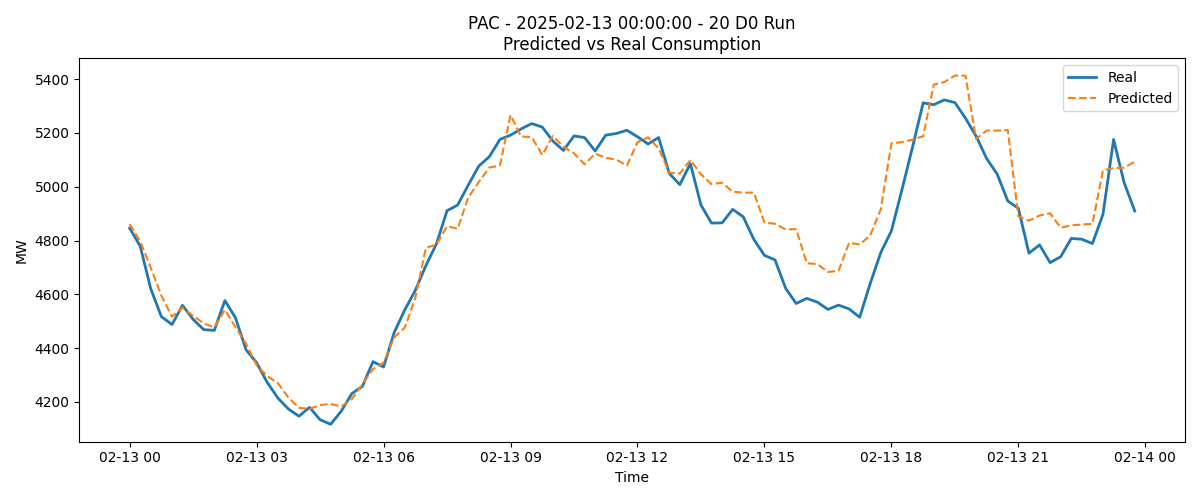 PAC - 2025-02-13 00:00:00 - 20 D0 Run
Predicted vs Real Consumption
Real
Predicted
5400
5200
5000
4800
4600
4400
4200
MW
02-13 00
02-13 03
02-13 06
02-13 09
02-13 12
02-13 15
02-13 18
02-13 21
02-14 00
Time